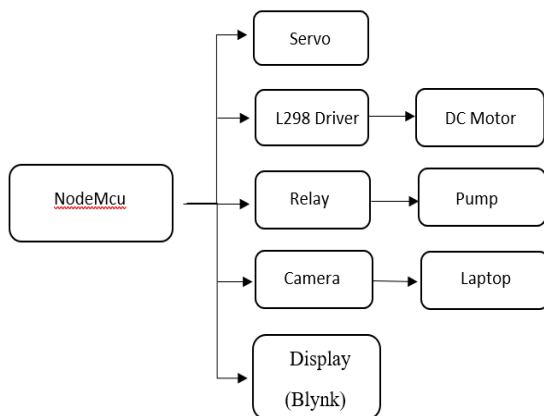 Servo
L298 Driver
DC Motor
NodeMcu
Relay
Pump
Camera
Laptop
Display
(Blynk)